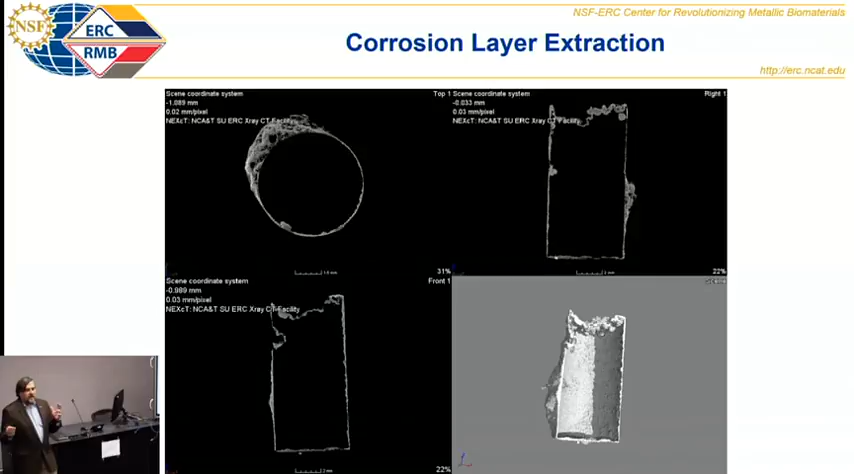 NSF-ERC Center for Revolutionizing Metallic Biomaterials
NSF
ERC
RMB
Corrosion Layer Extraction
http://erc.ncat.edu
Scene coordinate system
-1.089 mm
0.02 mm/pixel
NEXcT: NCA&T SU ERC Xray CT Facility
Top 1
31%
Scene coordinate system
-0.033 mm
0.03 mm/pixel
NEXcT: NCA&T SU ERC Xray CT Facility
Right 1
22%
Scene coordinate system
-0.989 mm
0.03 mm/pixel
NEXcT: NCA&T SU ERC Xray CT Facility
Front 1
22%